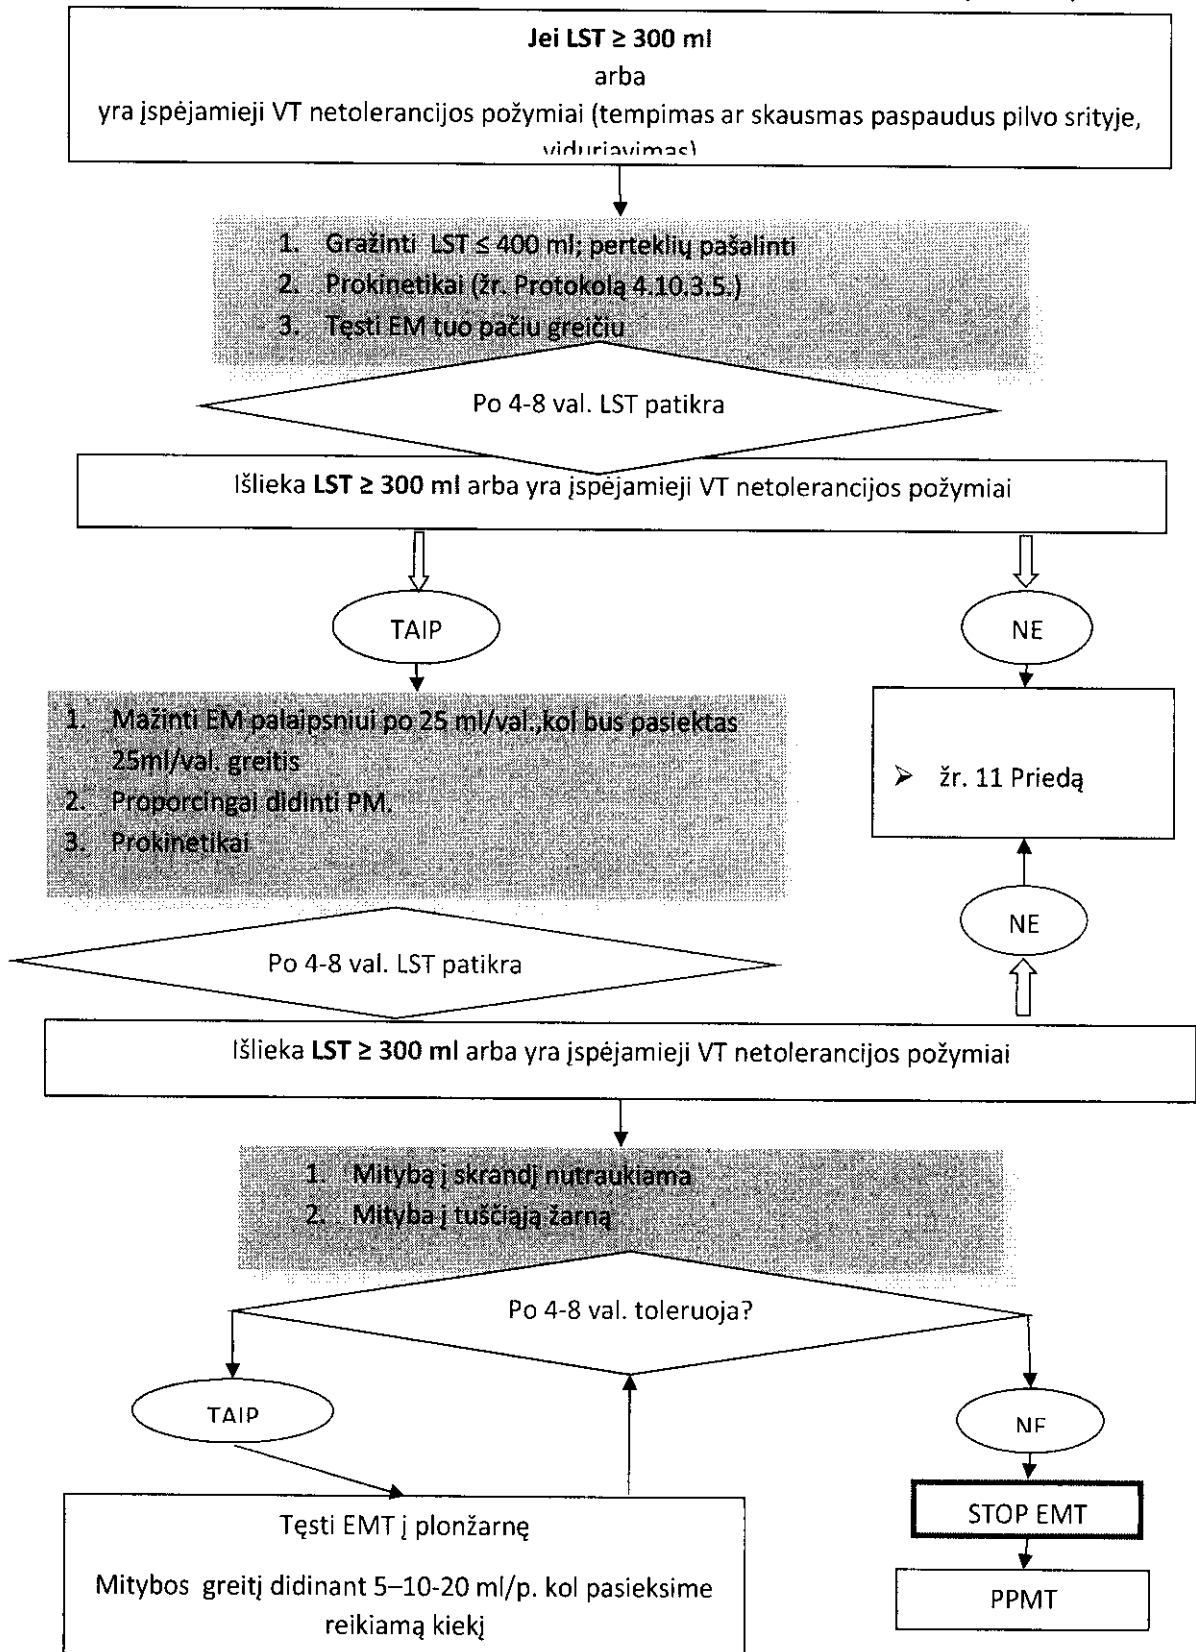 Jei LST ≥ 300 ml
arba
yra įspėjamieji VT netolerancijos požymiai (tempimas ar skausmas paspaudus pilvo srityje,
viduriavimas)
1. Gražinti LST ≤ 400 ml; perteklių pašalinti
2. Prokinetikai (žr. Protokolą 4.10.3.5.)
3. Tęsti EM tuo pačiu greičiu
Po 4-8 val. LST patikra
Išlieka LST ≥ 300 ml arba yra įspėjamieji VT netolerancijos požymiai
TAIP
NE
1. Mažinti EM palaipsniui po 25 ml/val.,kol bus pasiektas
25ml/val. greitis
2. Proporcingai didinti PM.
3. Prokinetikai
➢ žr. 11 Priedą
NE
Po 4-8 val. LST patikra
Išlieka LST ≥ 300 ml arba yra įspėjamieji VT netolerancijos požymiai
1. Mitybą į skrandį nutraukiama
2. Mityba į tuščiąją žarną
Po 4-8 val. toleruoja?
TAIP
NE
Tęsti EMT į plonžarnę
Mitybos greitį didinant 5–10-20 ml/p. kol pasieksime
reikiamą kiekį
STOP EMT
PPMT